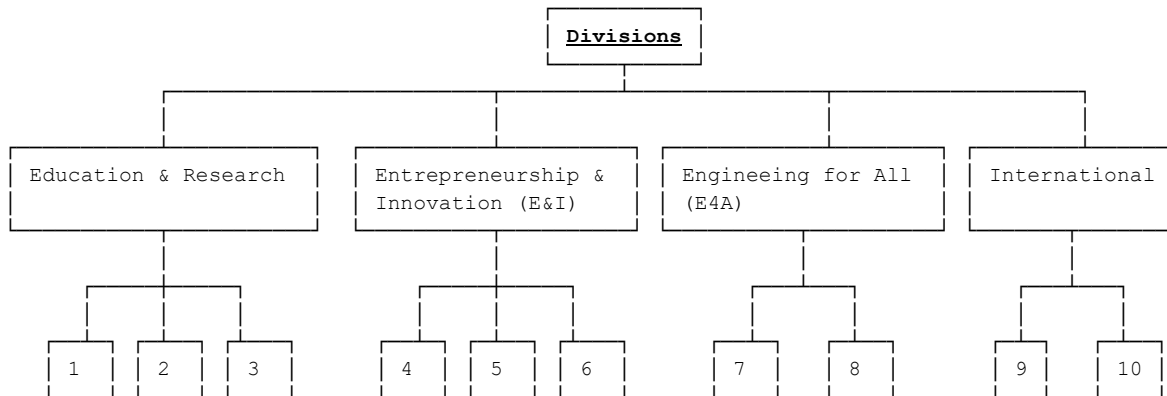 Divisions
Education & Research
Entrepreneurship &
Innovation (E&I)
Engineeing for All
(E4A)
International
1
2
3
4
5
6
7
8
9
10